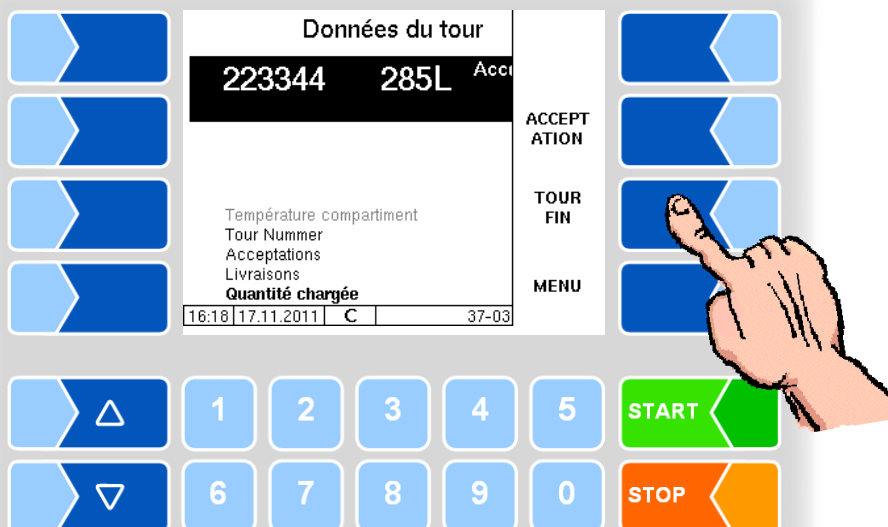 Données du tour
223344 285L Acc
ACCEPT
ATION
TOUR
FIN
Température compartiment
Tour Nummer
Acceptations
Livraisons
Quantité chargée
MENU
16:18 17.11.2011 C 37-03
1 2 3 4 5 START
6 7 8 9 0 STOP